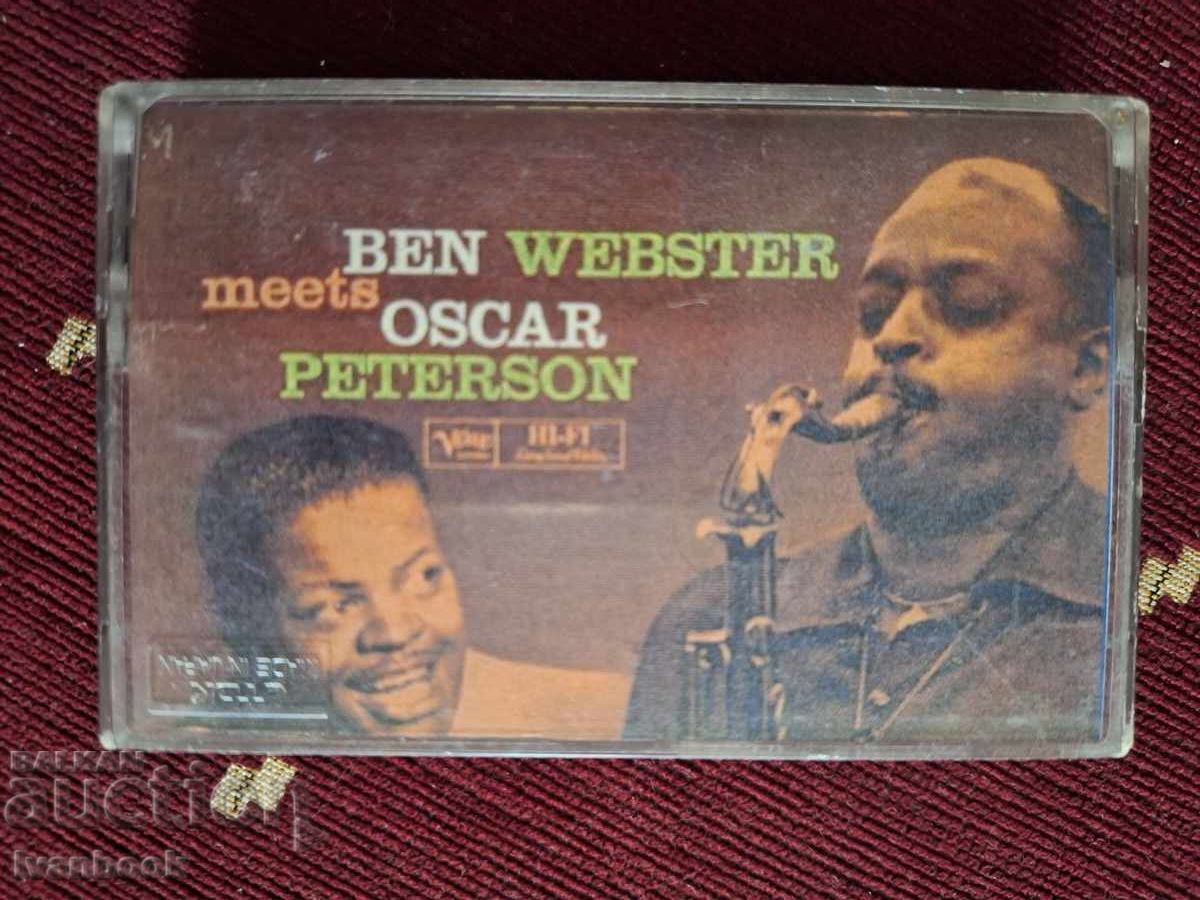 BEN WEBSTER
meets
OSCAR
PETERSON
Verve
HI-FI
BALKAN
auction
Ivanbook